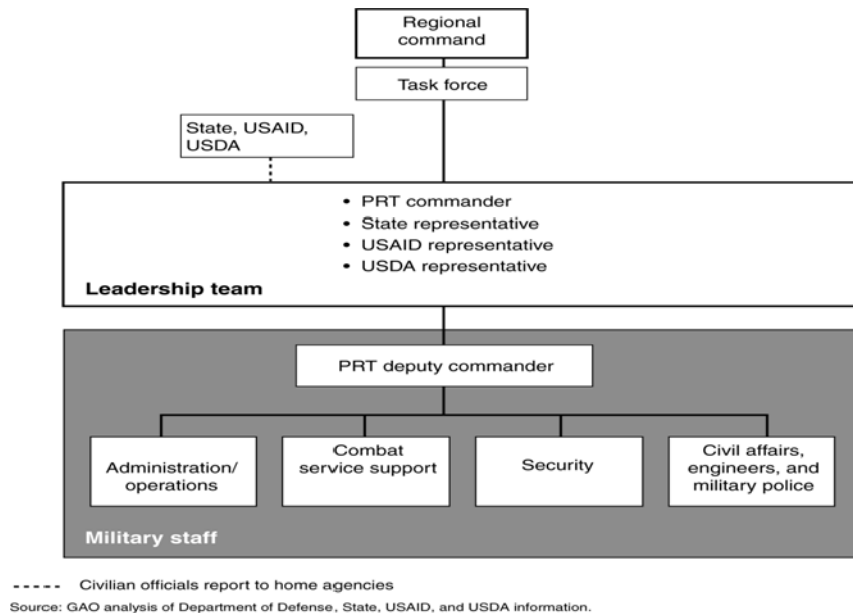 Regional
command
Task force
State, USAID,
USDA
• PRT commander
• State representative
• USAID representative
• USDA representative
Leadership team
PRT deputy commander
Administration/
operations
Combat
service support
Security
Civil affairs,
engineers, and
military police
Military staff
----- Civilian officials report to home agencies
Source: GAO analysis of Department of Defense, State, USAID, and USDA information.